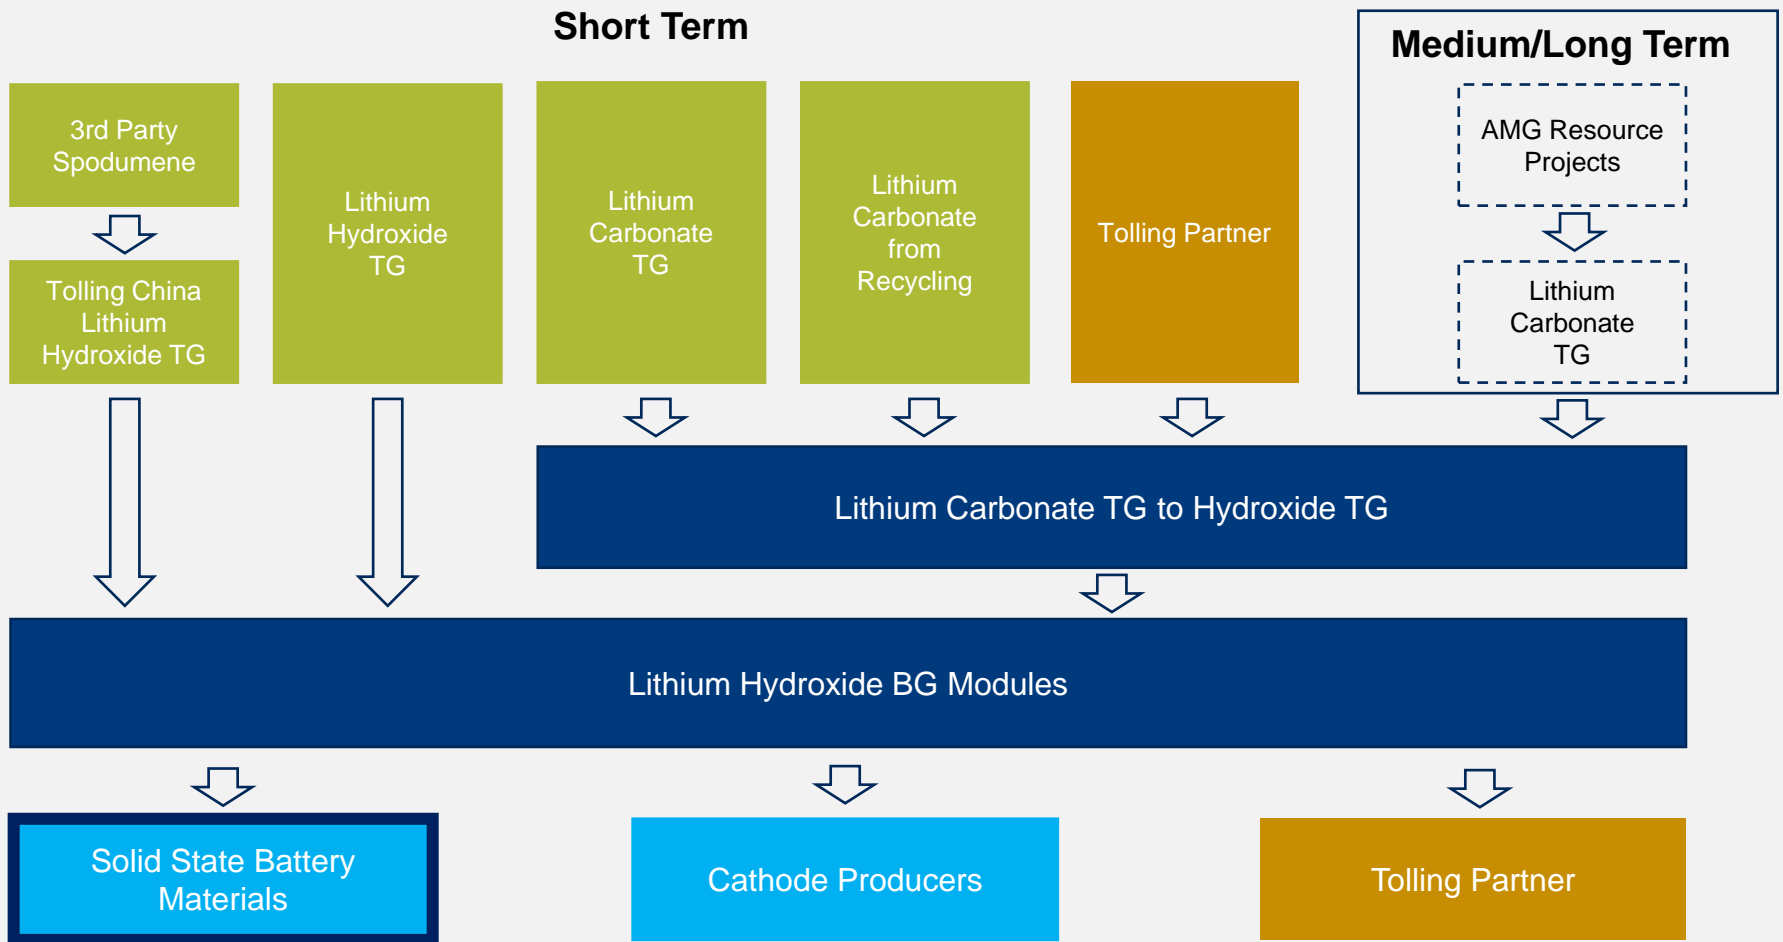 Short Term
Medium/Long Term
3rd Party
Spodumene
Tolling China
Lithium
Hydroxide TG
Lithium
Hydroxide
TG
Lithium
Carbonate
TG
Lithium
Carbonate
from
Recycling
Tolling Partner
AMG Resource
Projects
Lithium
Carbonate
TG
Lithium Carbonate TG to Hydroxide TG
Lithium Hydroxide BG Modules
Solid State Battery
Materials
Cathode Producers
Tolling Partner